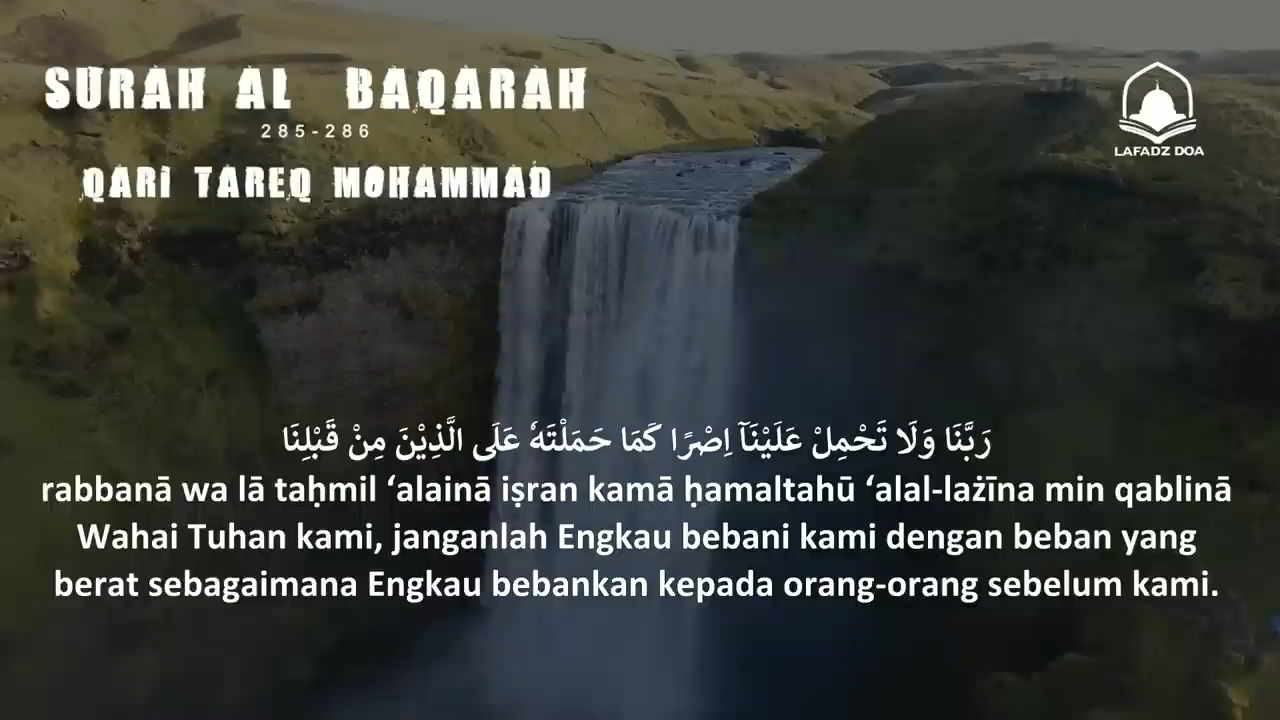 SURAH AL BAQARAH
285-286
QARI TAREQ MOHAMMAD
LAFADZ DOA
رَبَّنَا وَلَا تَحْمِلْ عَلَيْنَآ اِصْرًا كَمَا حَمَلْتَهٗ عَلَى الَّذِيْنَ مِنْ قَبْلِنَا
rabbanā wa lā taḥmil ‘alainā iṣran kamā ḥamaltahū ‘alal-lażīna min qablinā
Wahai Tuhan kami, janganlah Engkau bebani kami dengan beban yang
berat sebagaimana Engkau bebankan kepada orang-orang sebelum kami.